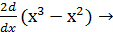 2d/dx (x³ − x²) →